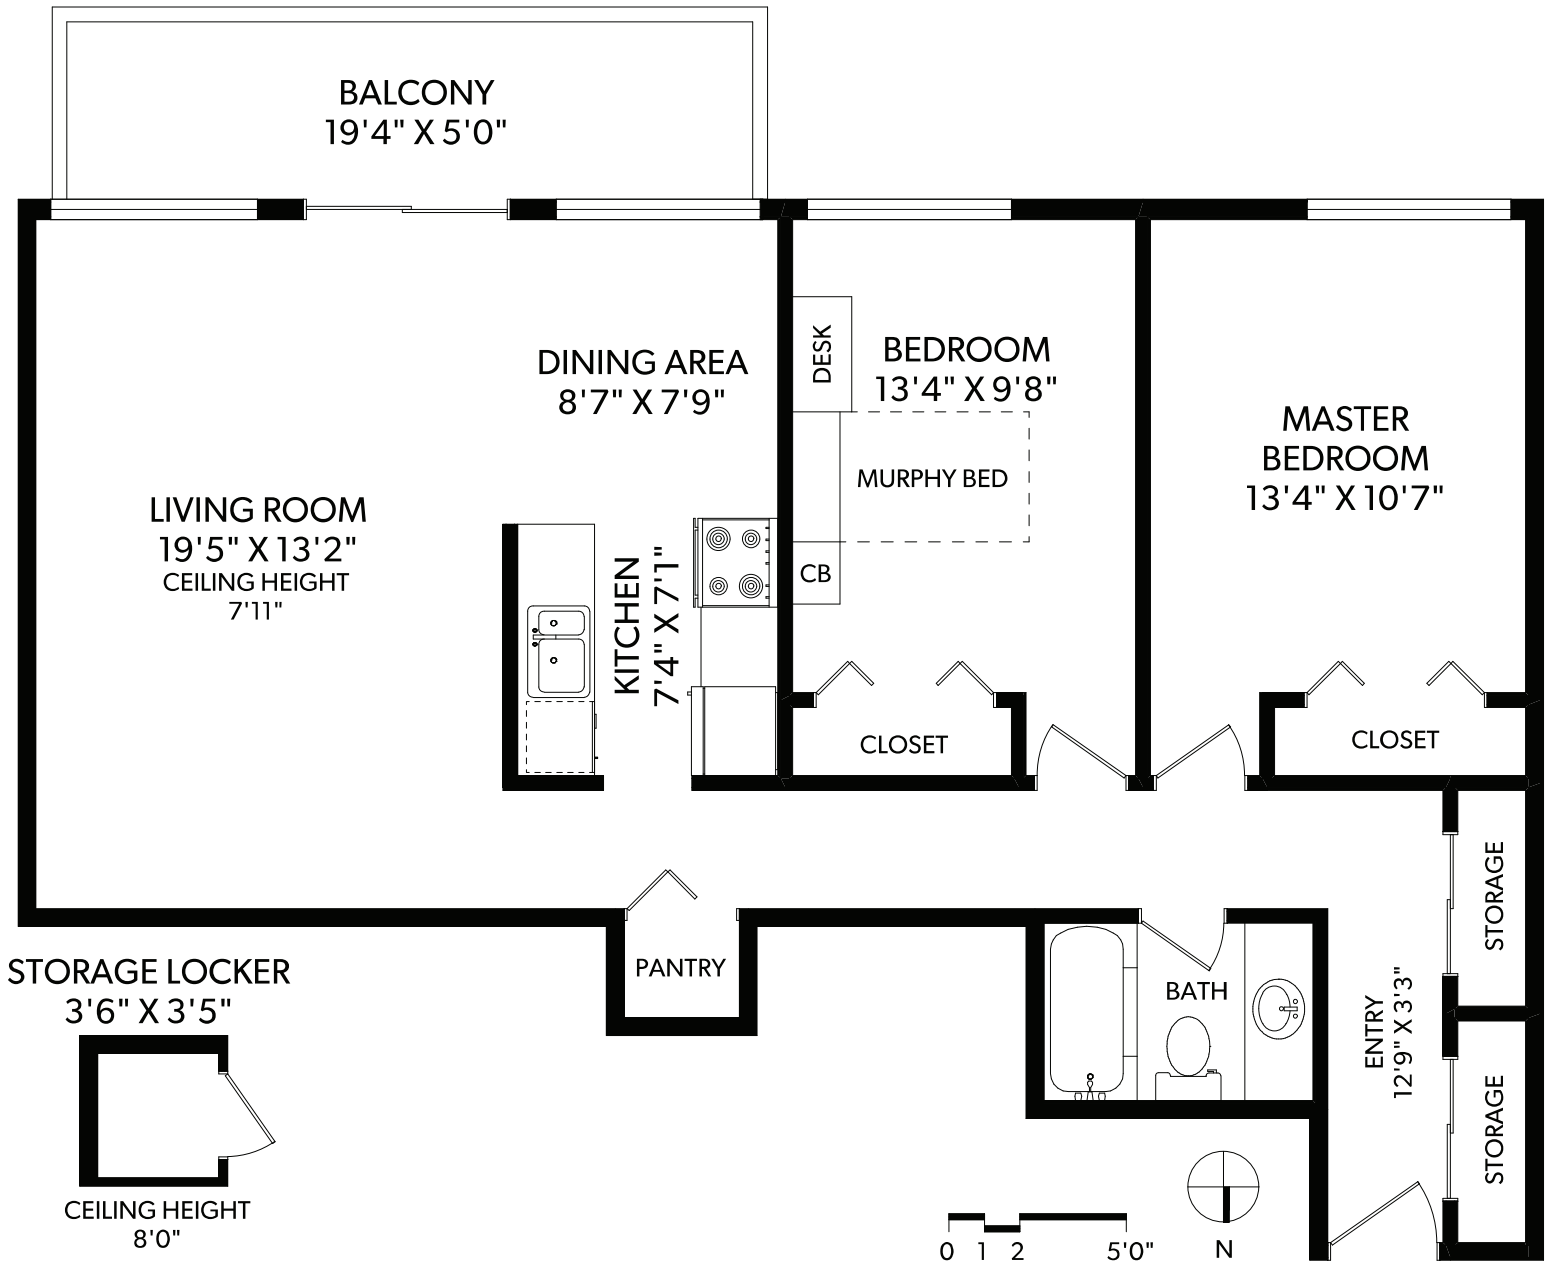 BALCONY
19'4" X 5'0"
DINING AREA
8'7" X 7'9"
DESK
BEDROOM
13'4" X 9'8"
MURPHY BED
CB
MASTER
BEDROOM
13'4" X 10'7"
LIVING ROOM
19'5" X 13'2"
CEILING HEIGHT
7'11"
KITCHEN
7'4" X 7'1"
CLOSET
CLOSET
STORAGE
PANTRY
BATH
ENTRY
12'9" X 3'3"
STORAGE
STORAGE LOCKER
3'6" X 3'5"
CEILING HEIGHT
8'0"
0 1 2 5'0"
N